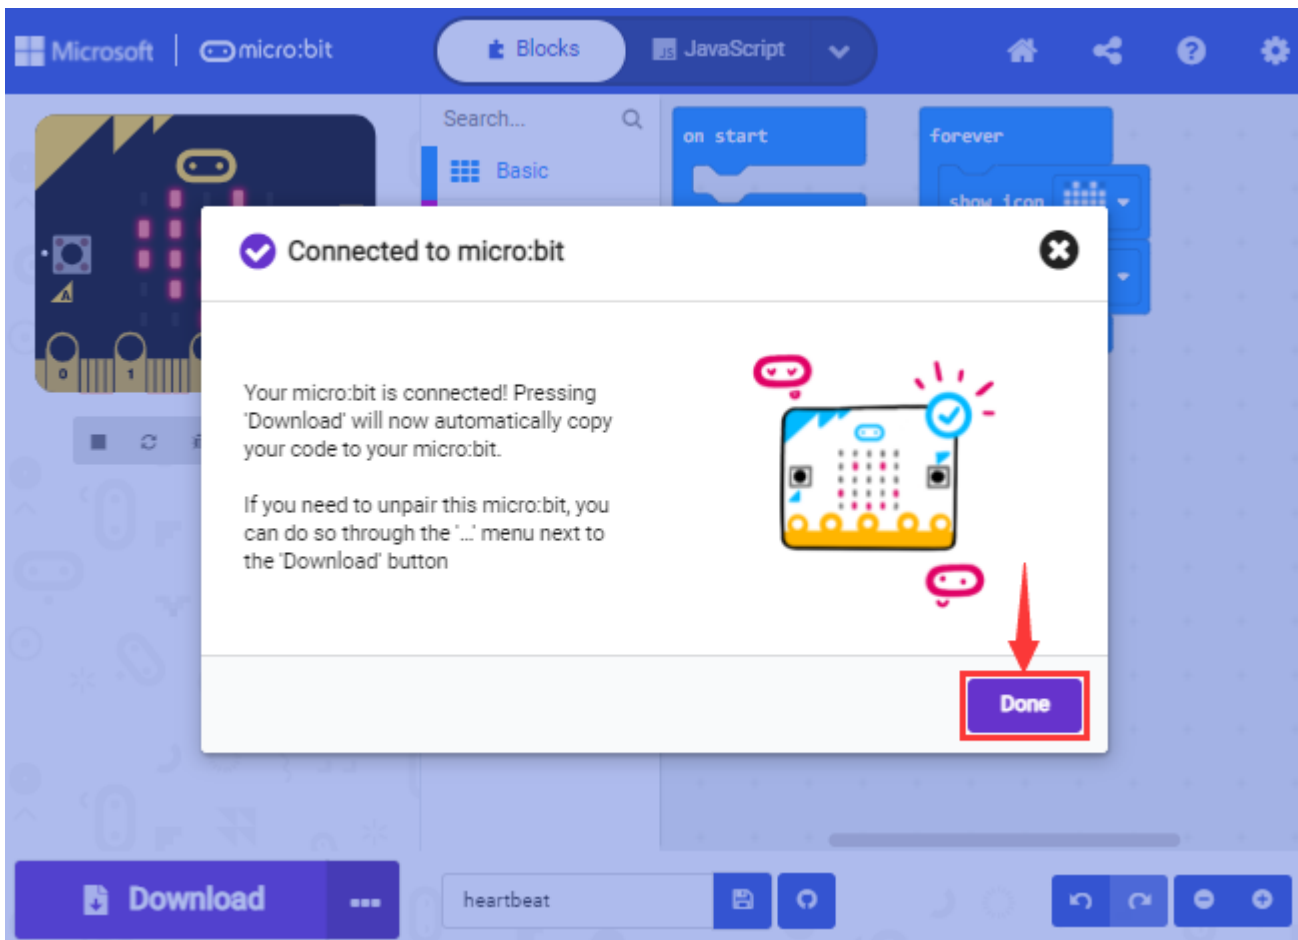 Microsoft
micro:bit
Blocks
JS JavaScript
Search...
Basic
on start
forever
show icon
A
0 1
Connected to micro:bit
Your micro:bit is connected! Pressing
'Download' will now automatically copy
your code to your micro:bit.
If you need to unpair this micro:bit, you
can do so through the '...' menu next to
the 'Download' button
Done
Download
heartbeat